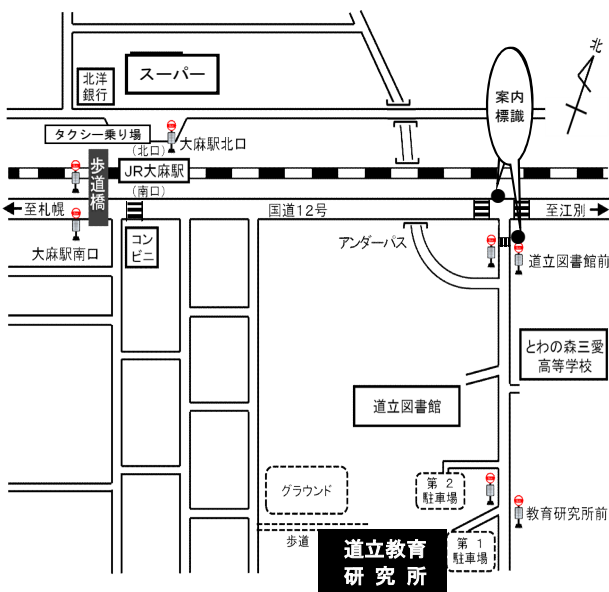 北
スーパー
北洋
銀行
案内
標識
タクシー乗り場
大麻駅北口
(北口)
歩道橋
JR大麻駅
(南口)
至札幌
国道12号
至江別
コン
ビニ
アンダーパス
大麻駅南口
道立図書館前
とわの森三愛
高等学校
道立図書館
グラウンド
第2
駐車場
教育研究所前
歩道
道立教育
研究所
第1
駐車場